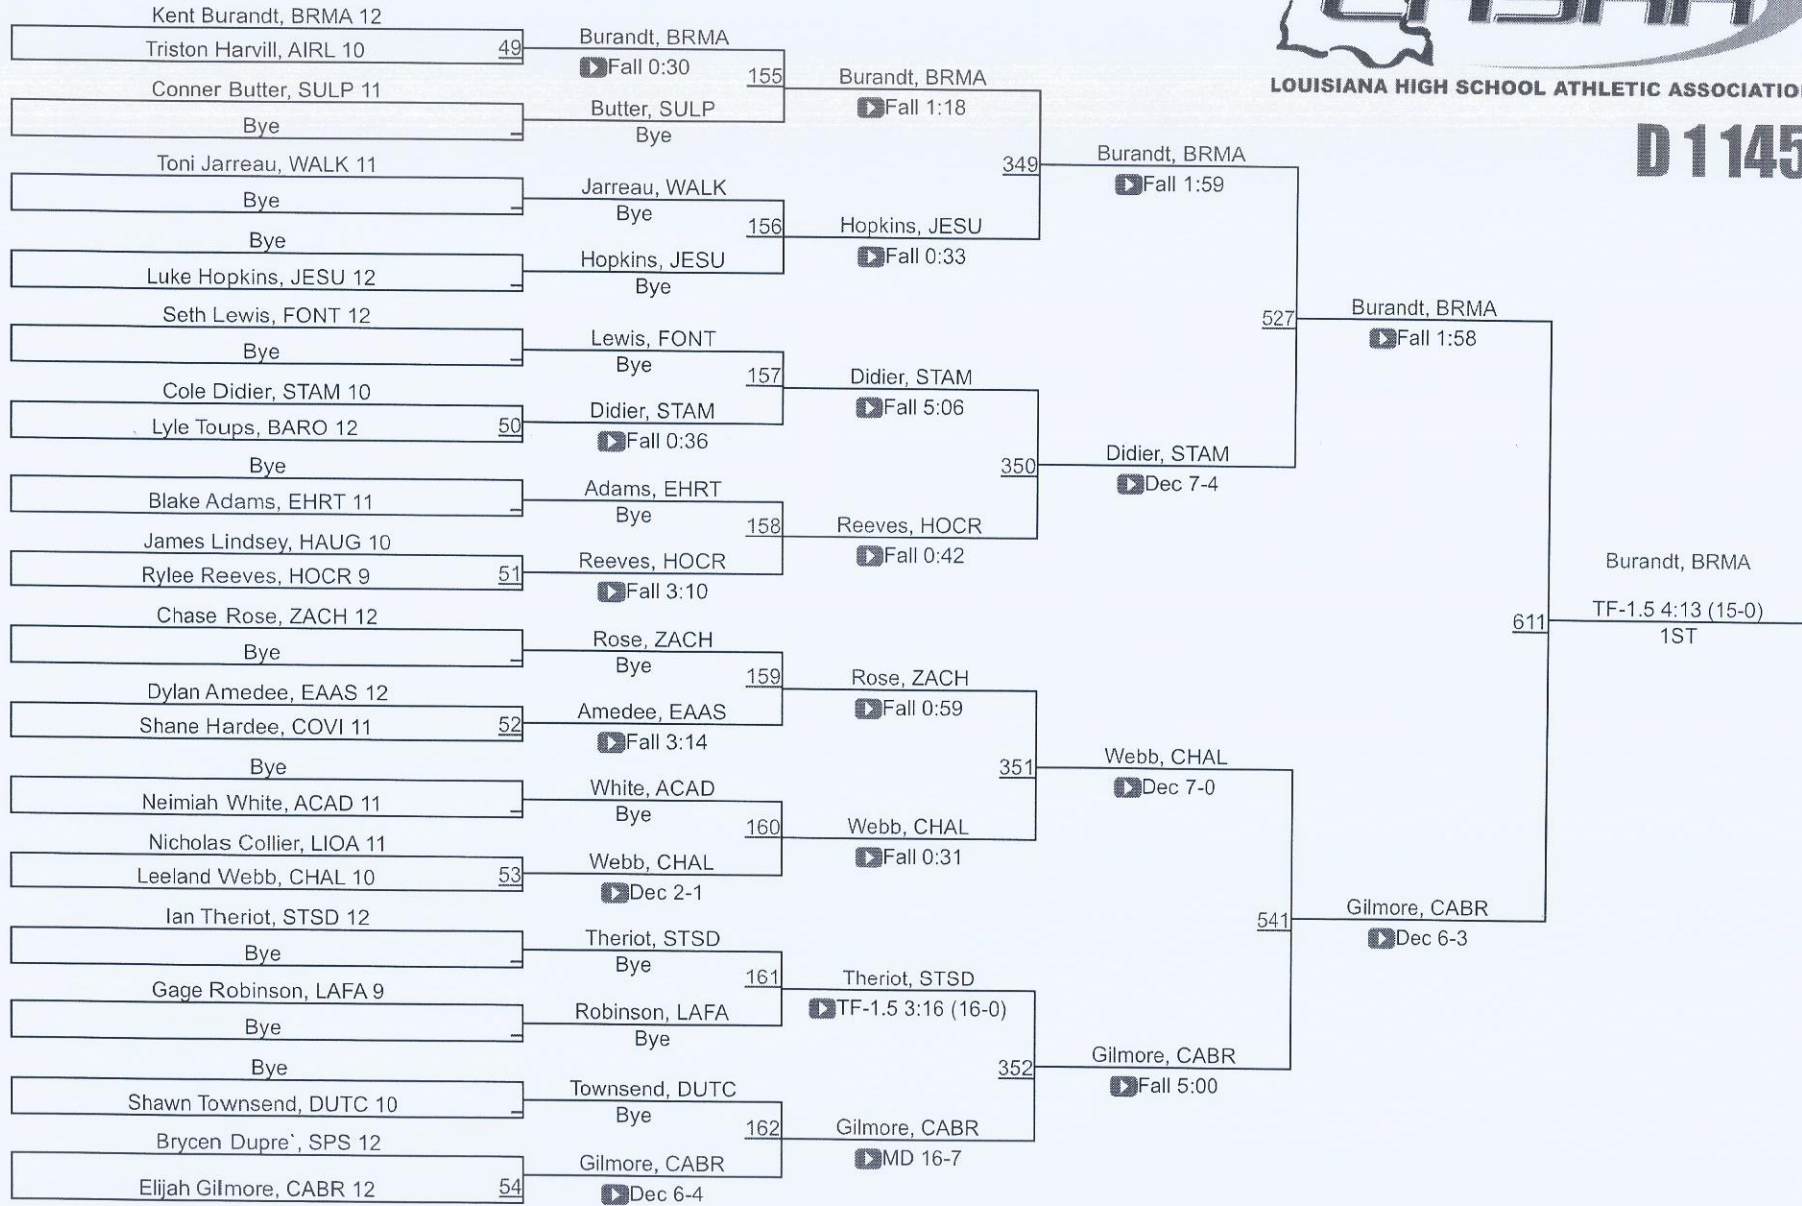 LHSAA
LOUISIANA HIGH SCHOOL ATHLETIC ASSOCIATION
D 1 145
Kent Burandt, BRMA 12
Triston Harvill, AIRL 10
49
Conner Butter, SULP 11
Bye
Toni Jarreau, WALK 11
Bye
Bye
Luke Hopkins, JESU 12
Seth Lewis, FONT 12
Bye
Cole Didier, STAM 10
Lyle Toups, BARO 12
50
Bye
Blake Adams, EHRT 11
James Lindsey, HAUG 10
Rylee Reeves, HOCR 9
51
Chase Rose, ZACH 12
Bye
Dylan Amedee, EAAS 12
Shane Hardee, COVI 11
52
Bye
Neimiah White, ACAD 11
Nicholas Collier, LIOA 11
Leeland Webb, CHAL 10
53
Ian Theriot, STSD 12
Bye
Gage Robinson, LAFA 9
Bye
Bye
Shawn Townsend, DUTC 10
Brycen Dupre`, SPS 12
Elijah Gilmore, CABR 12
54
Burandt, BRMA
Fall 0:30
155
Butter, SULP
Bye
Jarreau, WALK
Bye
156
Hopkins, JESU
Bye
Lewis, FONT
Bye
157
Didier, STAM
Fall 0:36
Adams, EHRT
Bye
158
Reeves, HOCR
Fall 3:10
Rose, ZACH
Bye
159
Amedee, EAAS
Fall 3:14
White, ACAD
Bye
160
Webb, CHAL
Dec 2-1
Theriot, STSD
Bye
161
Robinson, LAFA
Bye
Townsend, DUTC
Bye
162
Gilmore, CABR
Dec 6-4
Burandt, BRMA
Fall 1:18
349
Hopkins, JESU
Fall 0:33
Didier, STAM
Fall 5:06
350
Reeves, HOCR
Fall 0:42
Rose, ZACH
Fall 0:59
351
Webb, CHAL
Fall 0:31
Theriot, STSD
TF-1.5 3:16 (16-0)
352
Gilmore, CABR
MD 16-7
Burandt, BRMA
Fall 1:59
527
Didier, STAM
Dec 7-4
Webb, CHAL
Dec 7-0
541
Gilmore, CABR
Fall 5:00
Burandt, BRMA
Fall 1:58
611
Gilmore, CABR
Dec 6-3
Burandt, BRMA
TF-1.5 4:13 (15-0)
1ST